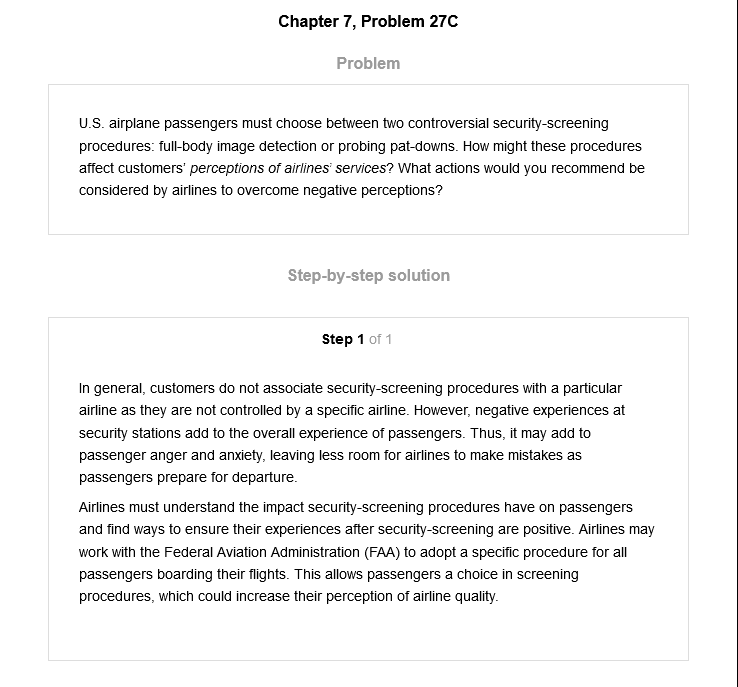 Chapter 7, Problem 27C
Problem
U.S. airplane passengers must choose between two controversial security-screening
procedures: full-body image detection or probing pat-downs. How might these procedures
affect customers' perceptions of airlines' services? What actions would you recommend be
considered by airlines to overcome negative perceptions?
Step-by-step solution
Step 1 of 1
In general, customers do not associate security-screening procedures with a particular
airline as they are not controlled by a specific airline. However, negative experiences at
security stations add to the overall experience of passengers. Thus, it may add to
passenger anger and anxiety, leaving less room for airlines to make mistakes as
passengers prepare for departure.
Airlines must understand the impact security-screening procedures have on passengers
and find ways to ensure their experiences after security-screening are positive. Airlines may
work with the Federal Aviation Administration (FAA) to adopt a specific procedure for all
passengers boarding their flights. This allows passengers a choice in screening
procedures, which could increase their perception of airline quality.